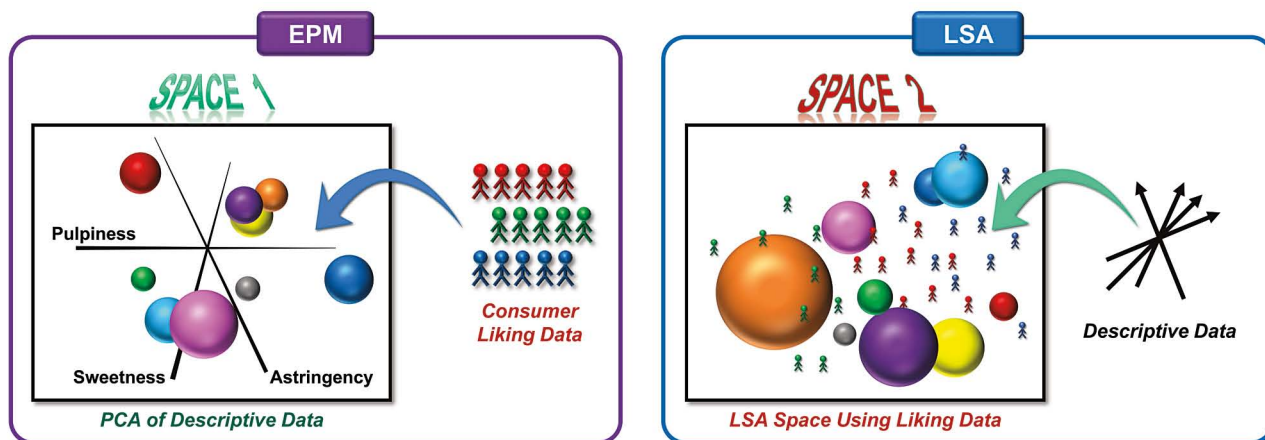 EPM
SPACE 1
Pulpiness
Sweetness
Astringency
PCA of Descriptive Data
Consumer
Liking Data
LSA
SPACE 2
LSA Space Using Liking Data
Descriptive Data